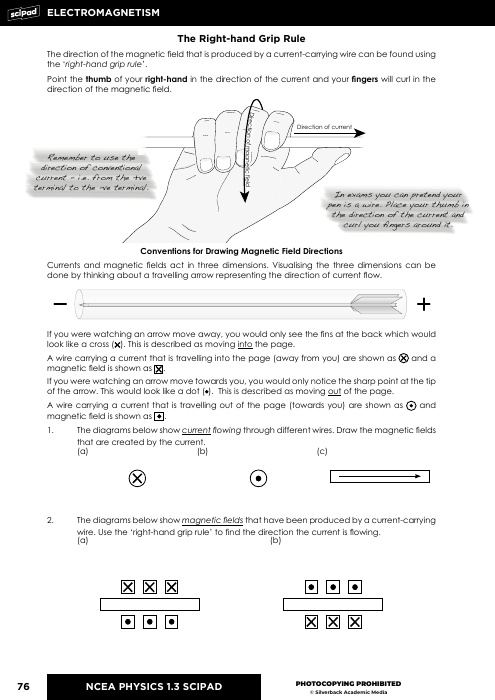 scipad ELECTROMAGNETISM
The Right-hand Grip Rule
The direction of the magnetic field that is produced by a current-carrying wire can be found using
the 'right-hand grip rule'.
Point the thumb of your right-hand in the direction of the current and your fingers will curl in the
direction of the magnetic field.
Direction of current
Direction of magnetic field
Remember to use the
direction of conventional
current – i.e. from the +ve
terminal to the -ve terminal.
In exams you can pretend your
pen is a wire. Place your thumb in
the direction of the current and
curl you fingers around it.
Conventions for Drawing Magnetic Field Directions
Currents and magnetic fields act in three dimensions. Visualising the three dimensions can be
done by thinking about a travelling arrow representing the direction of current flow.
– +
If you were watching an arrow move away, you would only see the fins at the back which would
look like a cross (x). This is described as moving into the page.
A wire carrying a current that is travelling into the page (away from you) are shown as ⓧ and a
magnetic field is shown as ☒.
If you were watching an arrow move towards you, you would only notice the sharp point at the tip
of the arrow. This would look like a dot (•). This is described as moving out of the page.
A wire carrying a current that is travelling out of the page (towards you) are shown as ⊙ and
magnetic field is shown as ⊡.
1. The diagrams below show current flowing through different wires. Draw the magnetic fields
that are created by the current.
(a) (b) (c)
2. The diagrams below show magnetic fields that have been produced by a current-carrying
wire. Use the 'right-hand grip rule' to find the direction the current is flowing.
(a) (b)
76 NCEA PHYSICS 1.3 SCIPAD PHOTOCOPYING PROHIBITED
© Silverback Academic Media